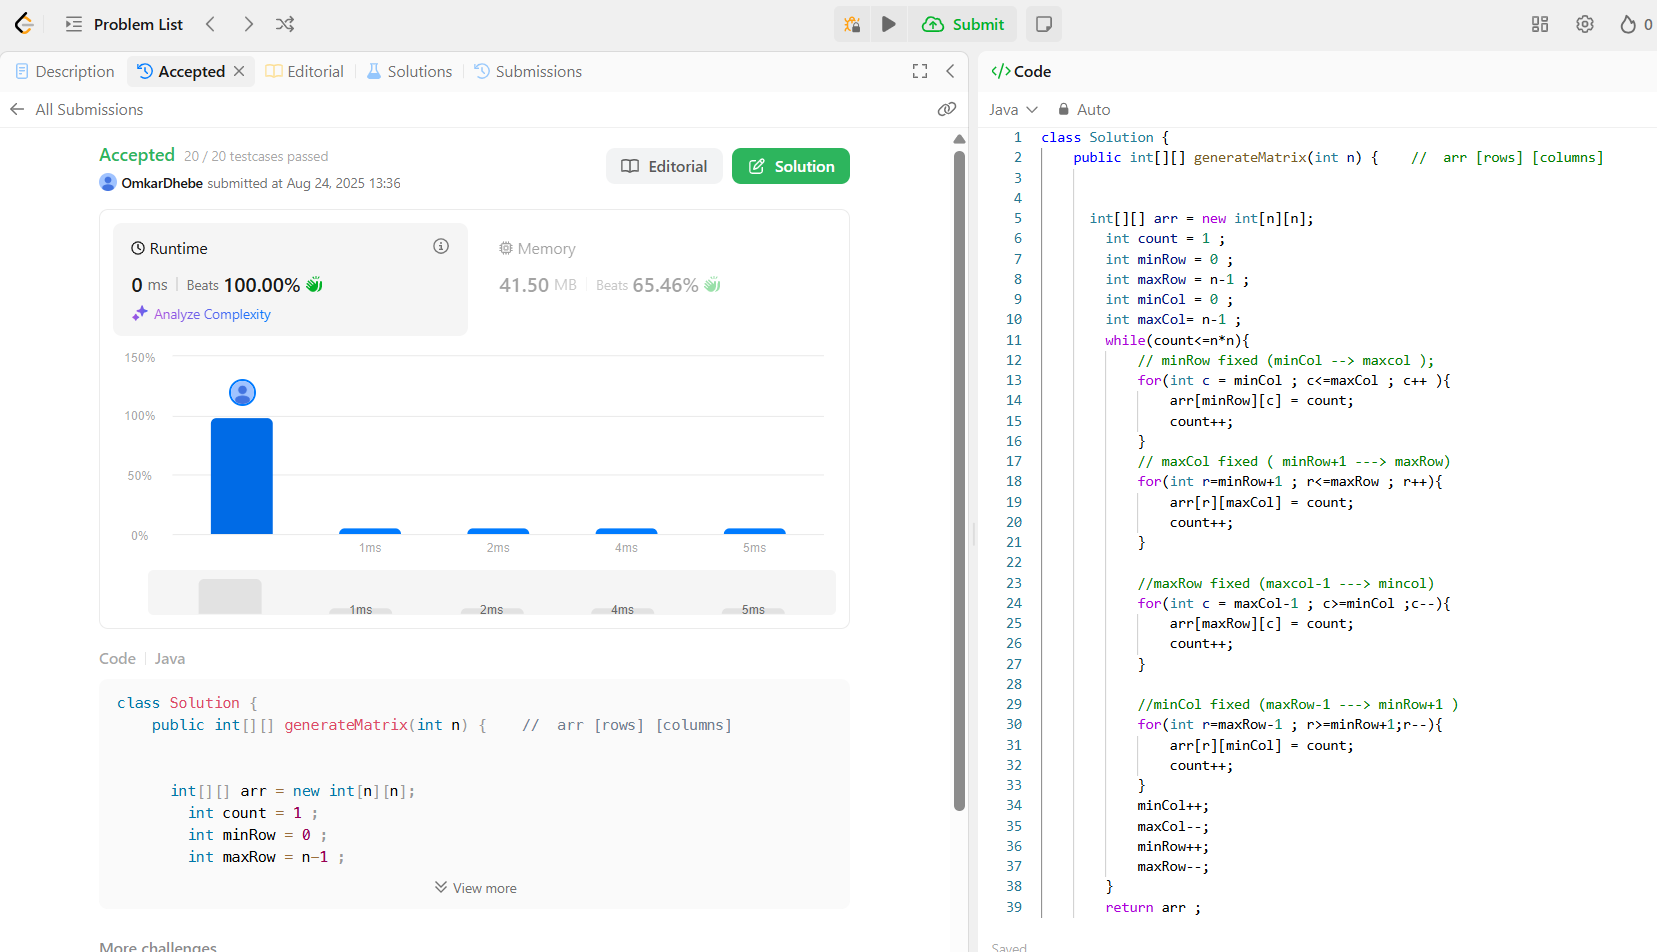 Problem List
Submit
0
Description
Accepted
Editorial
Solutions
Submissions
All Submissions
Accepted 20 / 20 testcases passed
OmkarDhebe submitted at Aug 24, 2025 13:36
Editorial
Solution
Runtime
0 ms | Beats 100.00%
Analyze Complexity
Memory
41.50 MB | Beats 65.46%
150%
100%
50%
0%
1ms
2ms
4ms
5ms
1ms
2ms
4ms
5ms
Code | Java
class Solution {
public int[][] generateMatrix(int n) {    //  arr [rows] [columns]
int[][] arr = new int[n][n];
int count = 1 ;
int minRow = 0 ;
int maxRow = n-1 ;
View more
More challenges
</> Code
Java
Auto
1 class Solution {
2 public int[][] generateMatrix(int n) {    //  arr [rows] [columns]
3
4
5 int[][] arr = new int[n][n];
6 int count = 1 ;
7 int minRow = 0 ;
8 int maxRow = n-1 ;
9 int minCol = 0 ;
10 int maxCol= n-1 ;
11 while(count<=n*n){
12 // minRow fixed (minCol --> maxcol );
13 for(int c = minCol ; c<=maxCol ; c++ ){
14 arr[minRow][c] = count;
15 count++;
16 }
17 // maxCol fixed ( minRow+1 ---> maxRow)
18 for(int r=minRow+1 ; r<=maxRow ; r++){
19 arr[r][maxCol] = count;
20 count++;
21 }
22
23 //maxRow fixed (maxcol-1 ---> mincol)
24 for(int c = maxCol-1 ; c>=minCol ;c--){
25 arr[maxRow][c] = count;
26 count++;
27 }
28
29 //minCol fixed (maxRow-1 ---> minRow+1 )
30 for(int r=maxRow-1 ; r>=minRow+1;r--){
31 arr[r][minCol] = count;
32 count++;
33 }
34 minCol++;
35 maxCol--;
36 minRow++;
37 maxRow--;
38 }
39 return arr ;
Saved